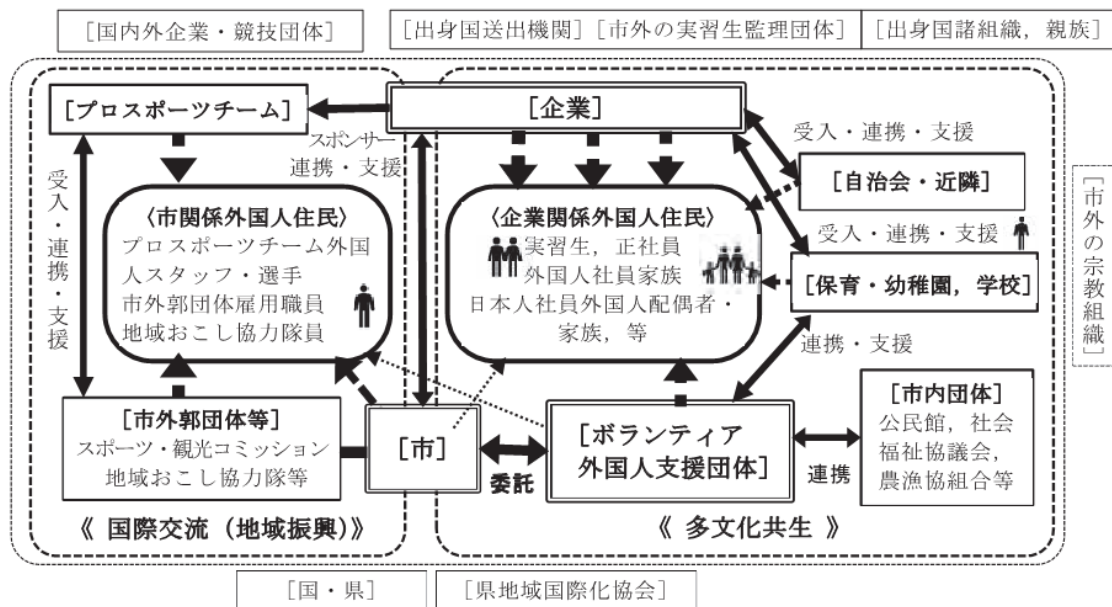 [国内外企業・競技団体]
[出身国送出機関][市外の実習生監理団体]
[出身国諸組織，親族]
[プロスポーツチーム]
[企業]
スポンサー
連携・支援
受入・連携・支援
受入・連携・支援
[自治会・近隣]
受入・連携・支援
[保育・幼稚園，学校]
[市外の宗教組織]
〈市関係外国人住民〉
プロスポーツチーム外国
人スタッフ・選手
市外郭団体雇用職員
地域おこし協力隊員
〈企業関係外国人住民〉
実習生，正社員
外国人社員家族
日本人社員外国人配偶者・
家族，等
連携・支援
[市外郭団体等]
スポーツ・観光コミッション
地域おこし協力隊等
[市]
委託
[ボランティア
外国人支援団体]
連携
[市内団体]
公民館，社会
福祉協議会，
農漁協組合等
《 国際交流（地域振興）》
《 多文化共生 》
[国・県]
[県地域国際化協会]